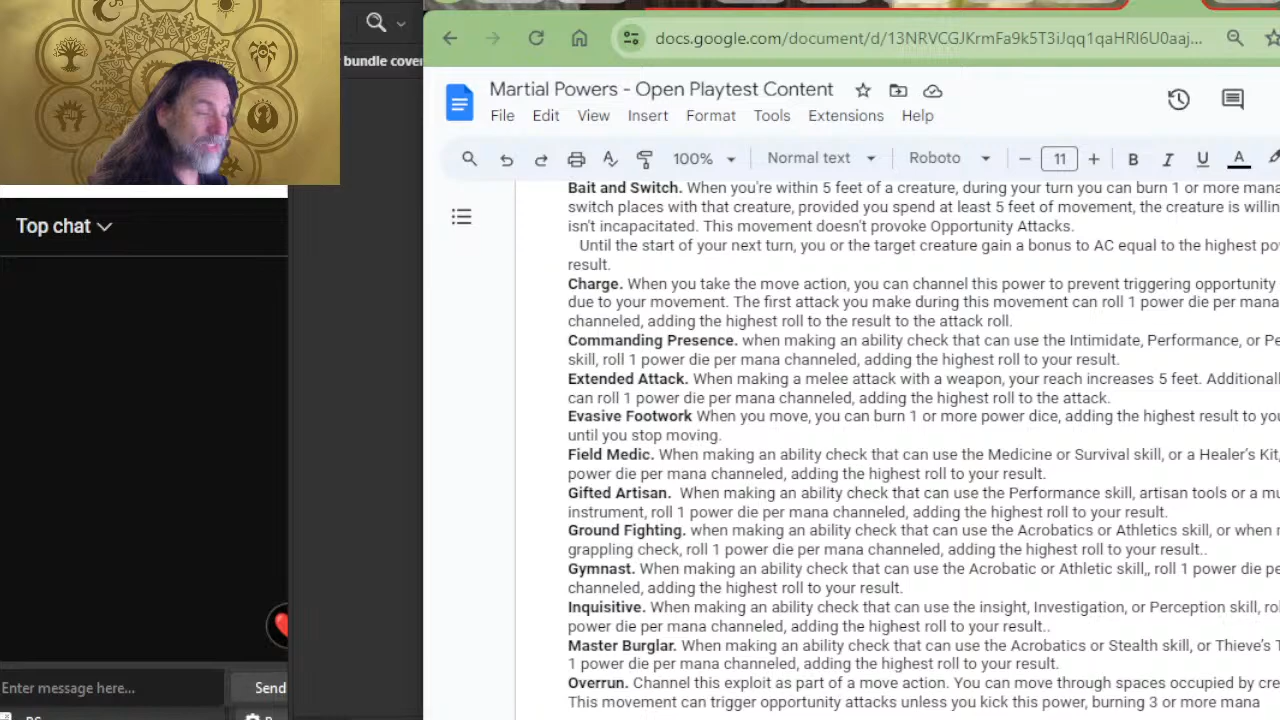 bundle cover
docs.google.com/document/d/13NRVCGJKrmFa9k5T3iJqq1qaHRI6U0aaj...
Martial Powers - Open Playtest Content
File Edit View Insert Format Tools Extensions Help
100% Normal text Roboto 11 B I U A
Top chat
Bait and Switch. When you're within 5 feet of a creature, during your turn you can burn 1 or more mana
switch places with that creature, provided you spend at least 5 feet of movement, the creature is willin
isn't incapacitated. This movement doesn't provoke Opportunity Attacks.
Until the start of your next turn, you or the target creature gain a bonus to AC equal to the highest po
result.
Charge. When you take the move action, you can channel this power to prevent triggering opportunity
due to your movement. The first attack you make during this movement can roll 1 power die per mana
channeled, adding the highest roll to the result to the attack roll.
Commanding Presence. when making an ability check that can use the Intimidate, Performance, or Pe
skill, roll 1 power die per mana channeled, adding the highest roll to your result.
Extended Attack. When making a melee attack with a weapon, your reach increases 5 feet. Additionall
can roll 1 power die per mana channeled, adding the highest roll to the attack.
Evasive Footwork When you move, you can burn 1 or more power dice, adding the highest result to you
until you stop moving.
Field Medic. When making an ability check that can use the Medicine or Survival skill, or a Healer's Kit,
power die per mana channeled, adding the highest roll to your result.
Gifted Artisan. When making an ability check that can use the Performance skill, artisan tools or a mu
instrument, roll 1 power die per mana channeled, adding the highest roll to your result.
Ground Fighting. when making an ability check that can use the Acrobatics or Athletics skill, or when m
grappling check, roll 1 power die per mana channeled, adding the highest roll to your result..
Gymnast. When making an ability check that can use the Acrobatic or Athletic skill,, roll 1 power die pe
channeled, adding the highest roll to your result.
Inquisitive. When making an ability check that can use the insight, Investigation, or Perception skill, rol
power die per mana channeled, adding the highest roll to your result..
Master Burglar. When making an ability check that can use the Acrobatics or Stealth skill, or Thieve's T
1 power die per mana channeled, adding the highest roll to your result.
Overrun. Channel this exploit as part of a move action. You can move through spaces occupied by cre
This movement can trigger opportunity attacks unless you kick this power, burning 3 or more mana
Enter message here... Send